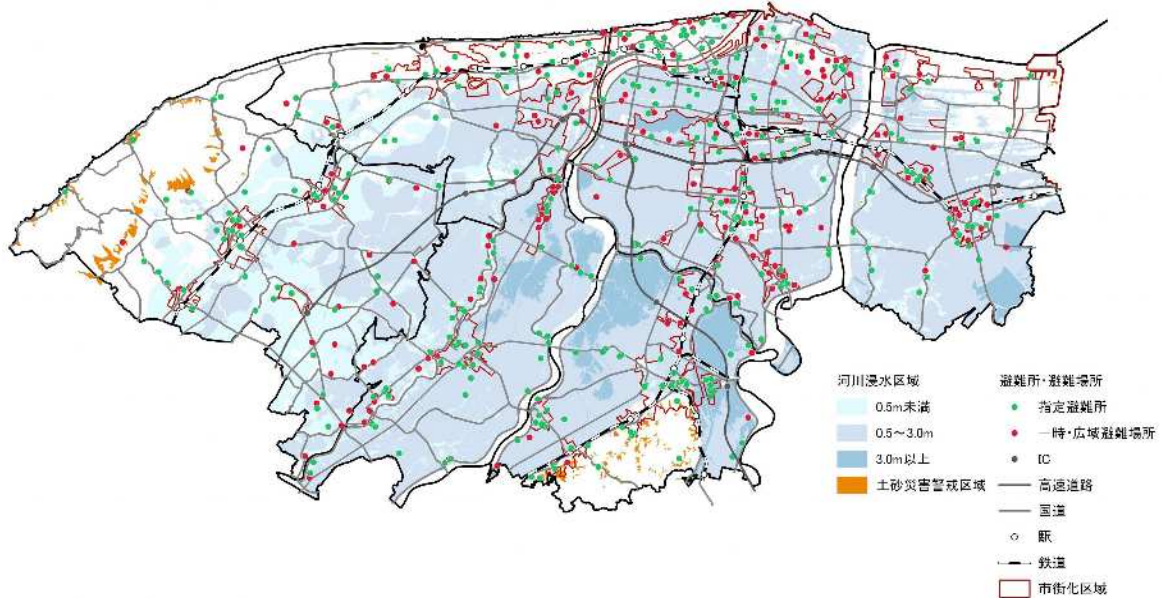 河川浸水区域
0.5m未満
0.5～3.0m
3.0m以上
土砂災害警戒区域
避難所・避難場所
指定避難所
一時・広域避難場所
IC
高速道路
国道
駅
鉄道
市街化区域